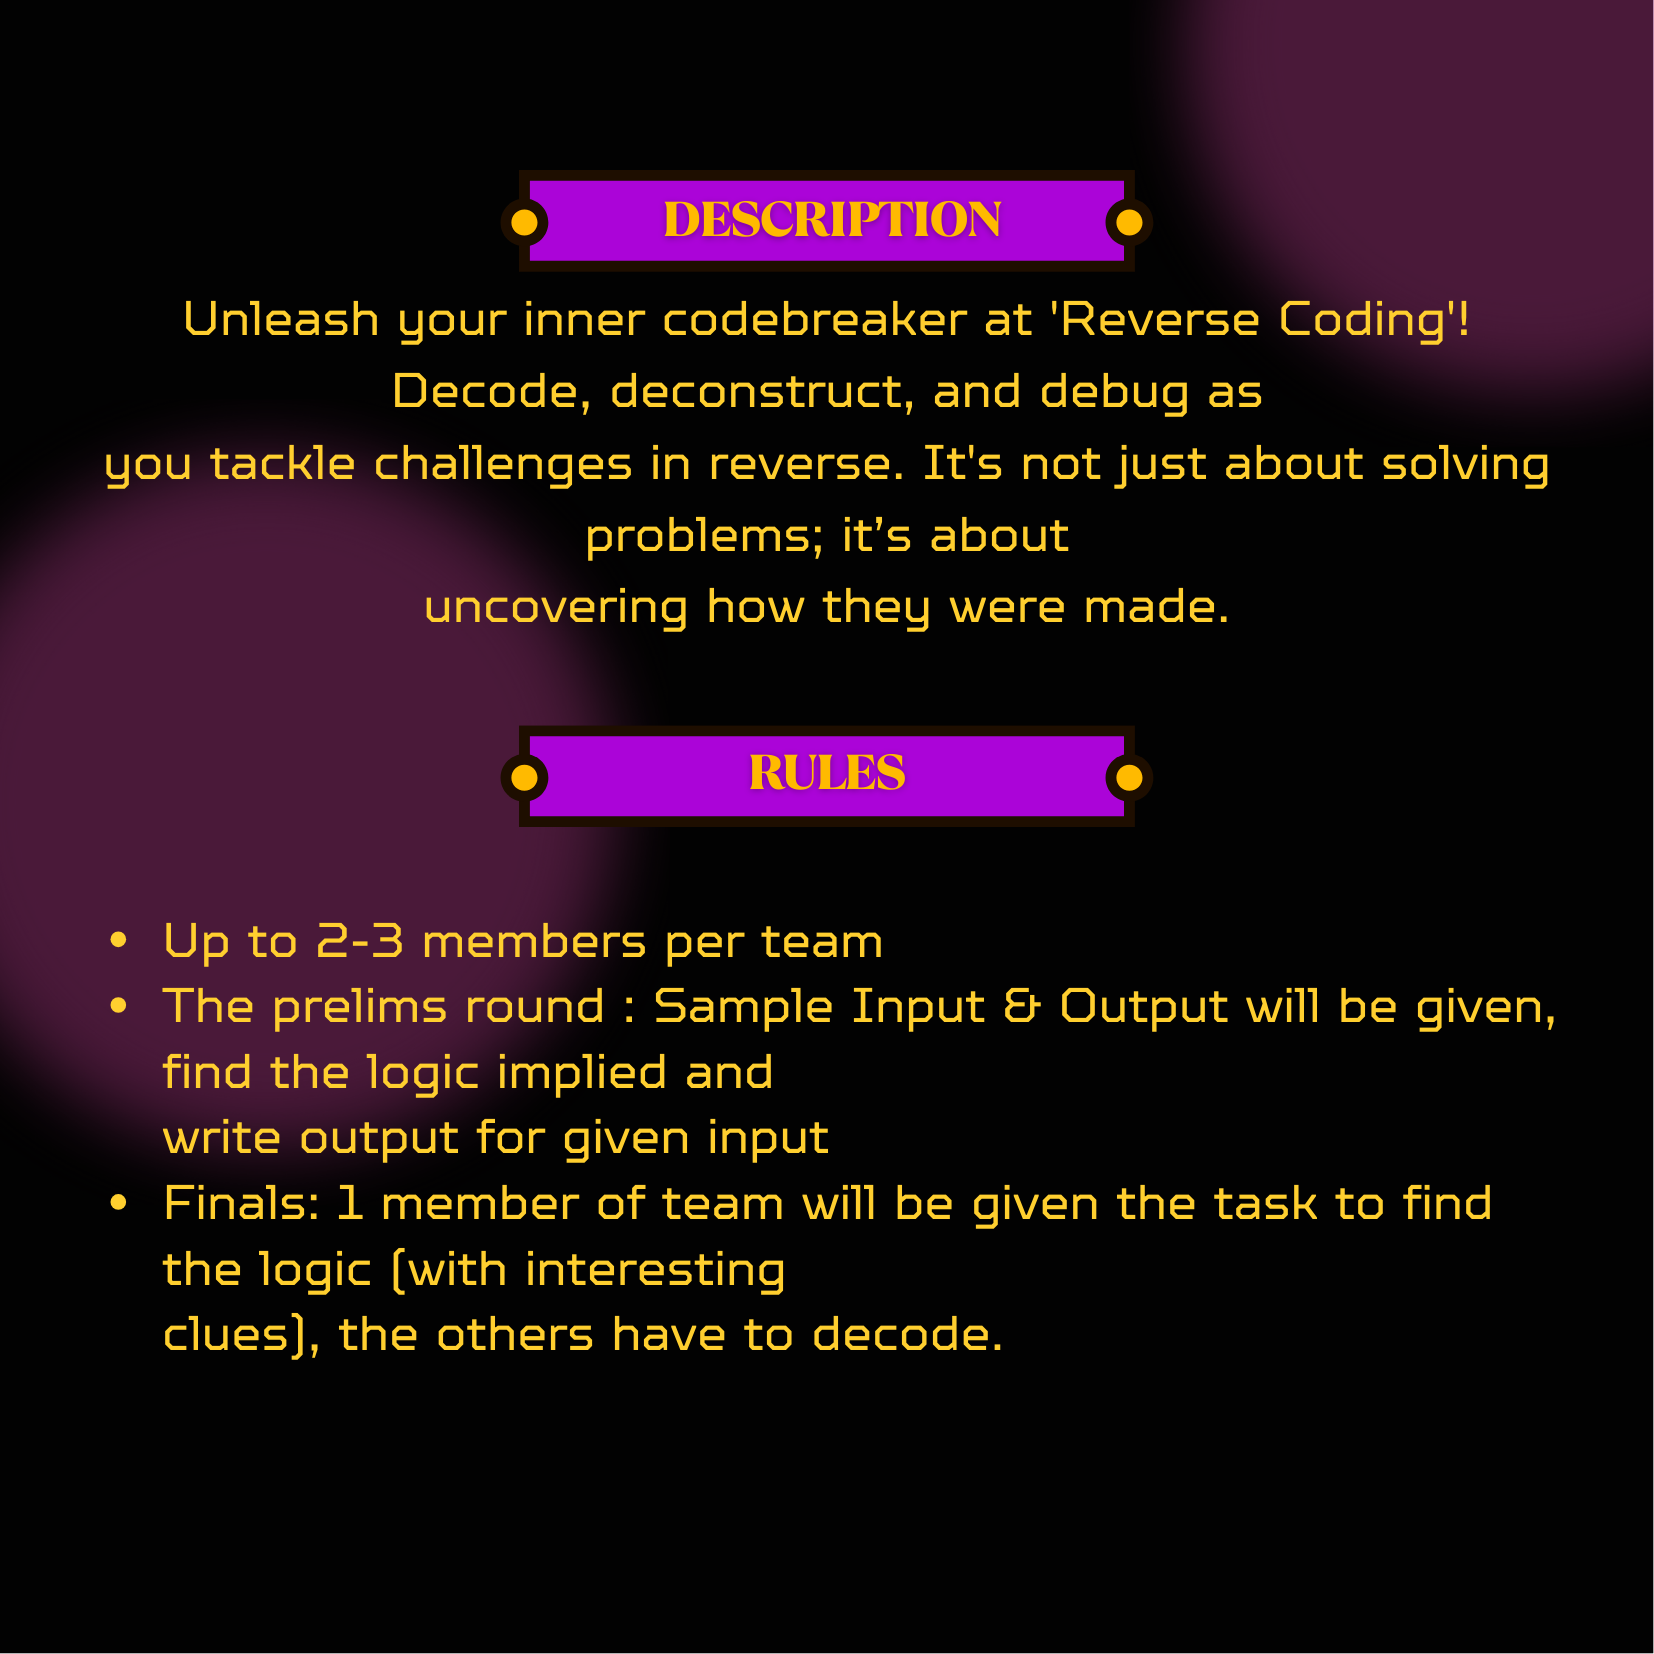 DESCRIPTION
Unleash your inner codebreaker at 'Reverse Coding'!
Decode, deconstruct, and debug as
you tackle challenges in reverse. It's not just about solving
problems; it’s about
uncovering how they were made.
RULES
• Up to 2-3 members per team
• The prelims round : Sample Input & Output will be given,
find the logic implied and
write output for given input
• Finals: 1 member of team will be given the task to find
the logic (with interesting
clues), the others have to decode.